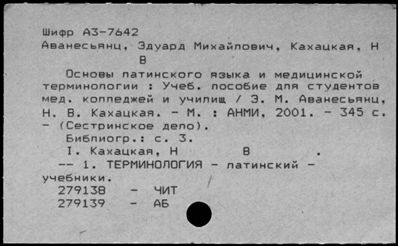 Шифр А3-7642
Аванесьянц, Эдуард Михайлович, Кахацкая, Н
В
Основы латинского языка и медицинской
терминологии : Учеб. пособие для студентов
мед. колледжей и училищ / Э. М. Аванесьянц,
Н. В. Кахацкая. - М. : АНМИ, 2001. - 345 с.
- (Сестринское дело).
Библиогр.: с. 3.
I. Кахацкая, Н В .
-- 1. ТЕРМИНОЛОГИЯ - латинский -
учебники.
279138 - ЧИТ
279139 - АБ